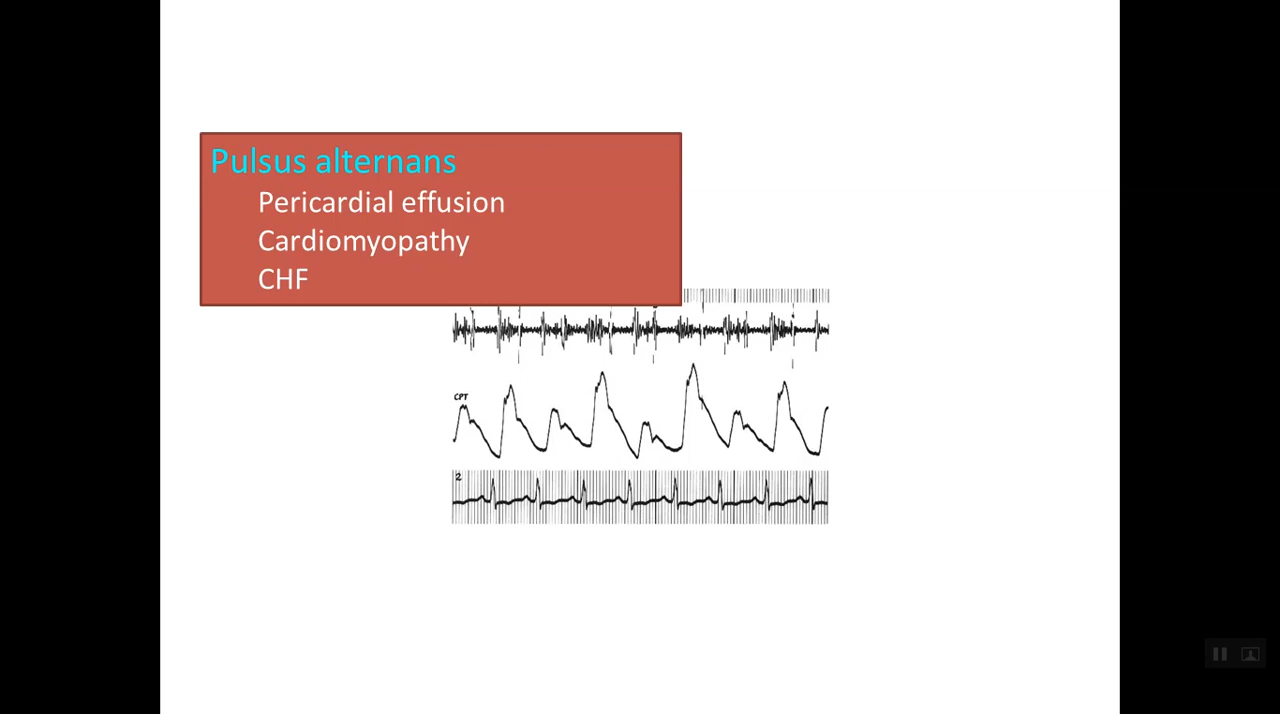 Pulsus alternans
Pericardial effusion
Cardiomyopathy
CHF
CPT
2